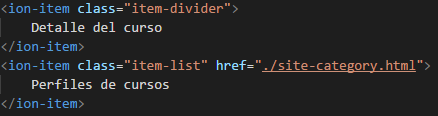 <ion-item class="item-divider">
Detalle del curso
</ion-item>
<ion-item class="item-list" href="./site-category.html">
Perfiles de cursos
</ion-item>